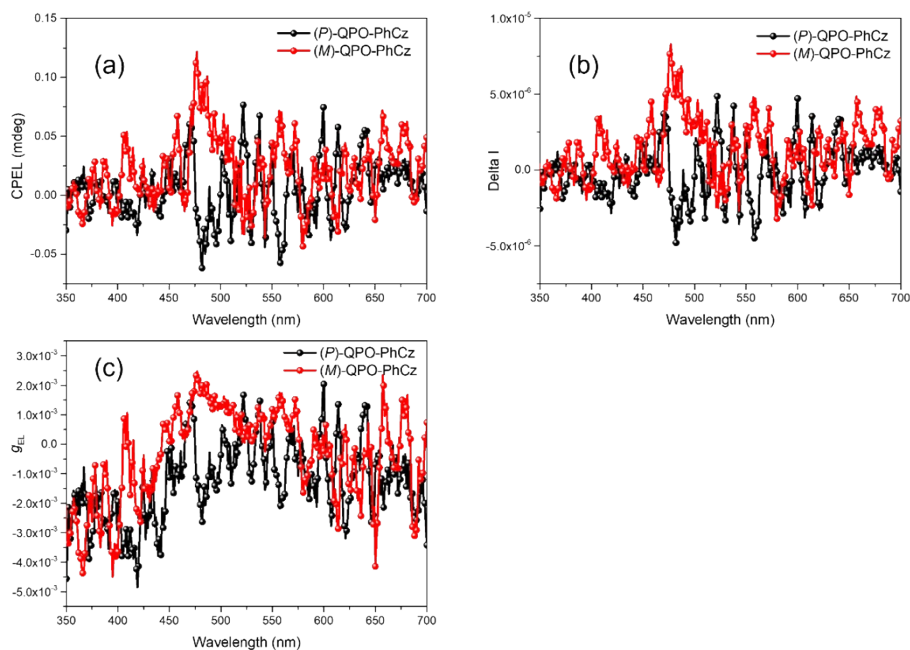 (a)
(P)-QPO-PhCz
(M)-QPO-PhCz
CPEL (mdeg)
0.15
0.10
0.05
0.00
-0.05
350 400 450 500 550 600 650 700
Wavelength (nm)
(b)
(P)-QPO-PhCz
(M)-QPO-PhCz
Delta I
1.0x10⁻⁵
5.0x10⁻⁶
0.0
-5.0x10⁻⁶
350 400 450 500 550 600 650 700
Wavelength (nm)
(c)
(P)-QPO-PhCz
(M)-QPO-PhCz
gEL
3.0x10⁻³
2.0x10⁻³
1.0x10⁻³
0.0
-1.0x10⁻³
-2.0x10⁻³
-3.0x10⁻³
-4.0x10⁻³
-5.0x10⁻³
350 400 450 500 550 600 650 700
Wavelength (nm)